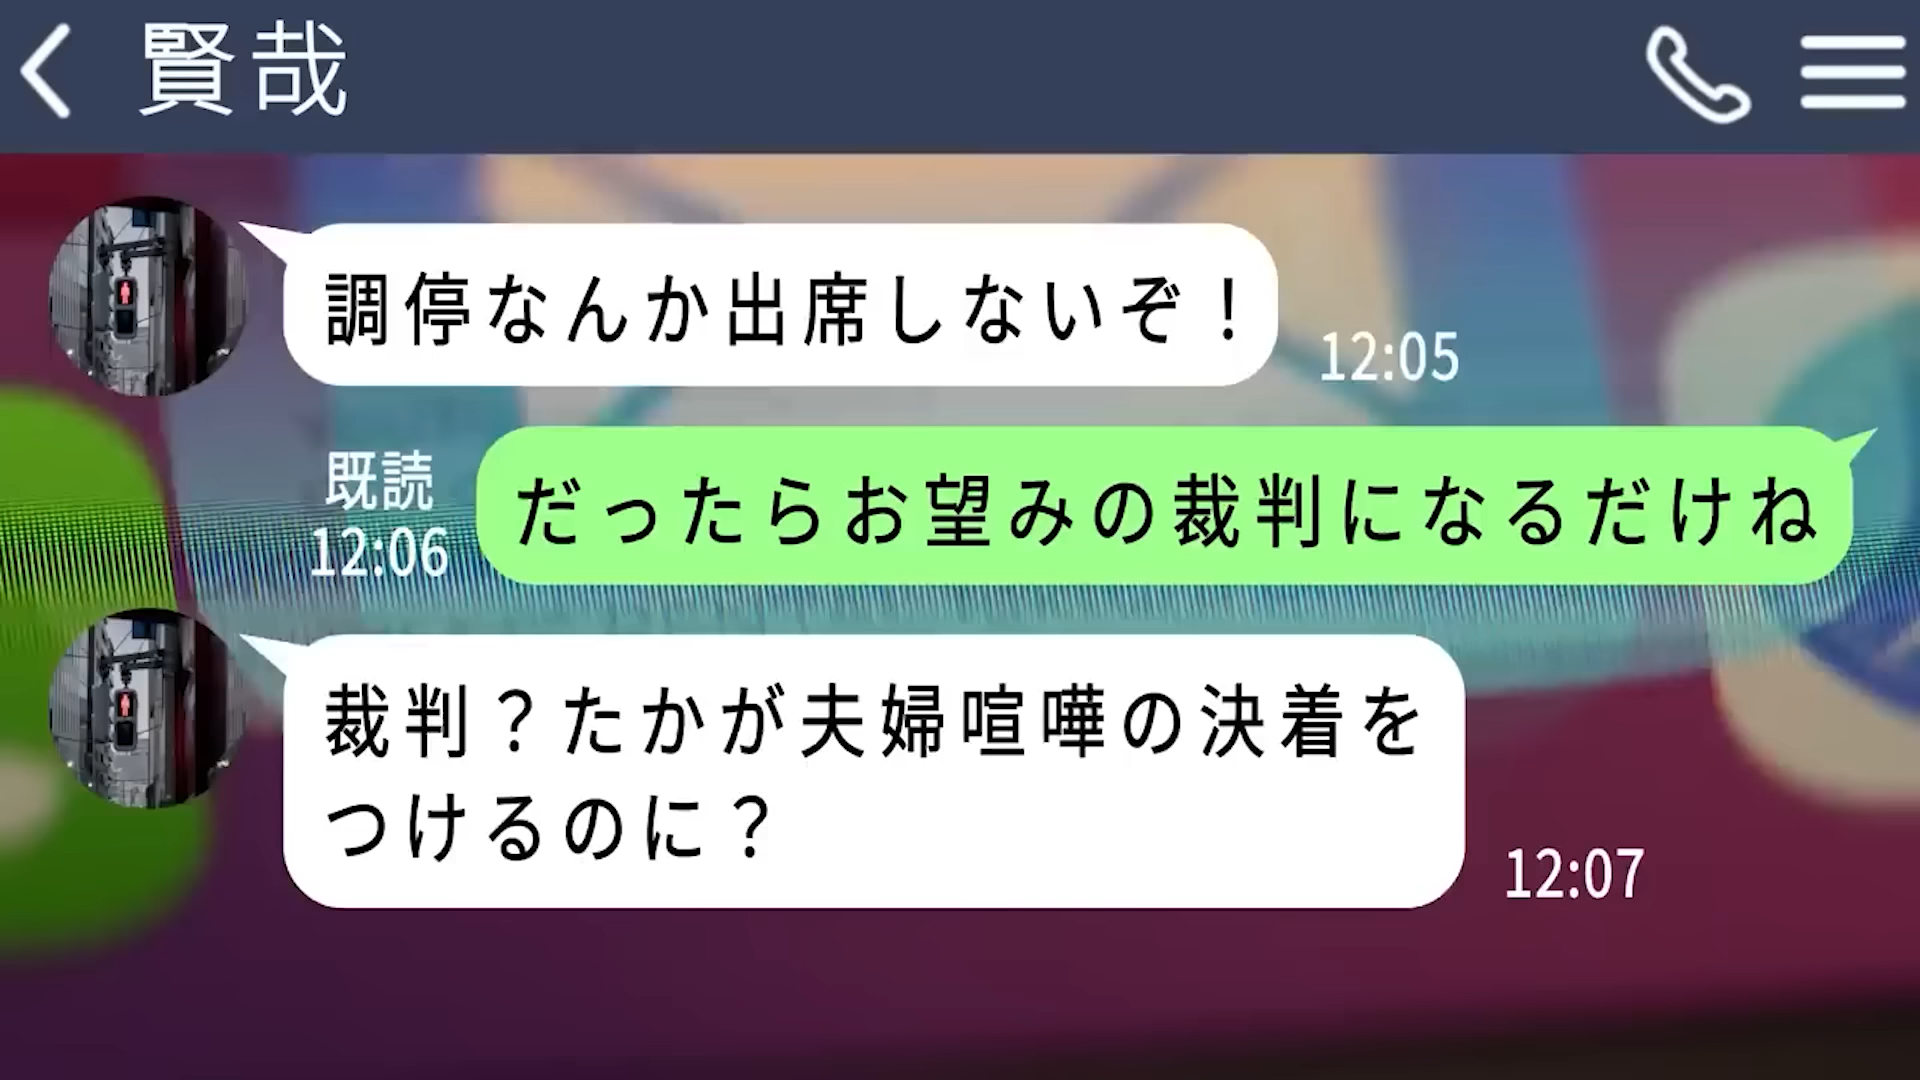 賢哉
調停なんか出席しないぞ！
12:05
既読
12:06
だったらお望みの裁判になるだけね
裁判？たかが夫婦喧嘩の決着を
つけるのに？
12:07